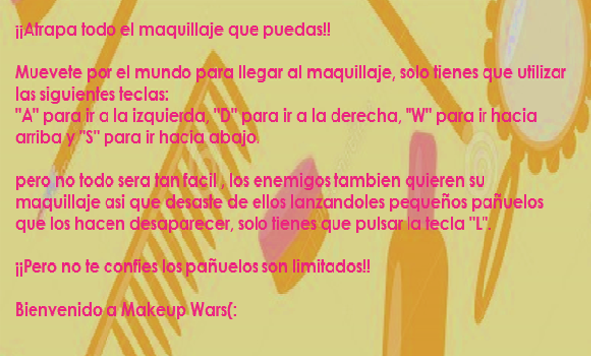 ¡¡Atrapa todo el maquillaje que puedas!!
Muevete por el mundo para llegar al maquillaje, solo tienes que utilizar
las siguientes teclas:
"A" para ir a la izquierda, "D" para ir a la derecha, "W" para ir hacia
arriba y "S" para ir hacia abajo.
pero no todo sera tan facil , los enemigos tambien quieren su
maquillaje asi que desaste de ellos lanzandoles pequeños pañuelos
que los hacen desaparecer, solo tienes que pulsar la tecla "L".
¡¡Pero no te confies los pañuelos son limitados!!
Bienvenido a Makeup Wars(: